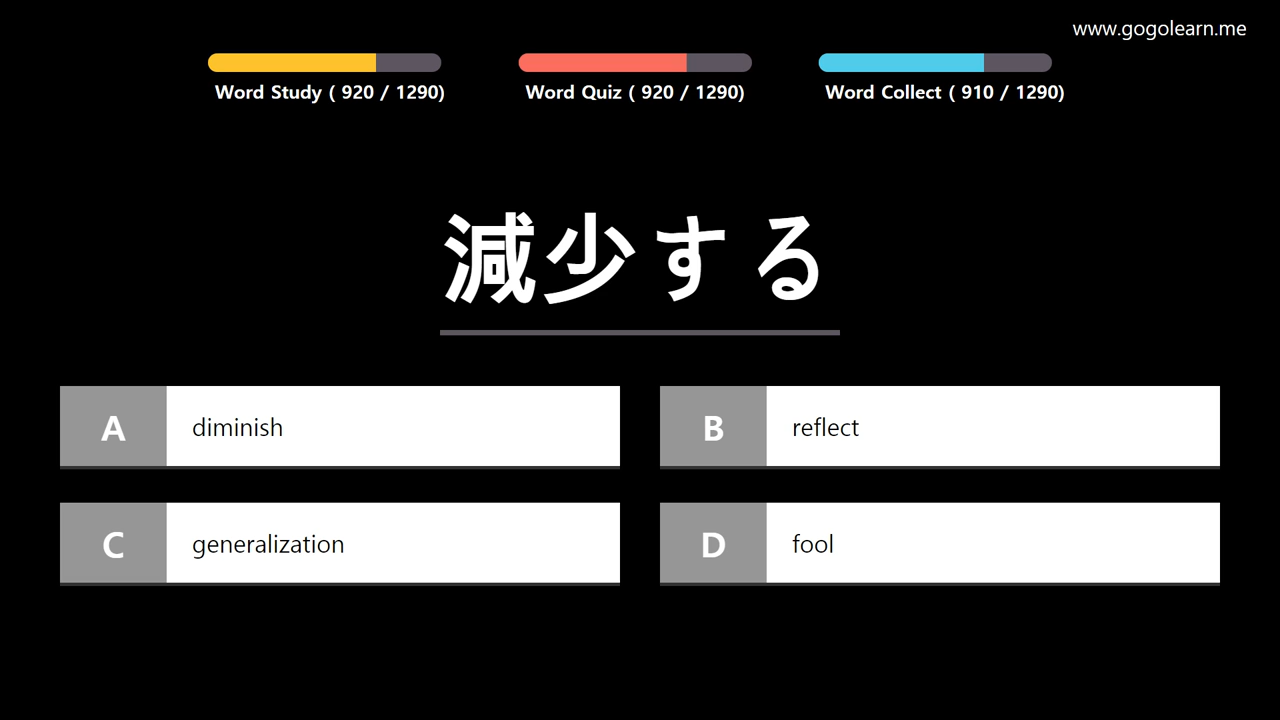 www.gogolearn.me
Word Study ( 920 / 1290)
Word Quiz ( 920 / 1290)
Word Collect ( 910 / 1290)
減少する
A diminish
B reflect
C generalization
D fool